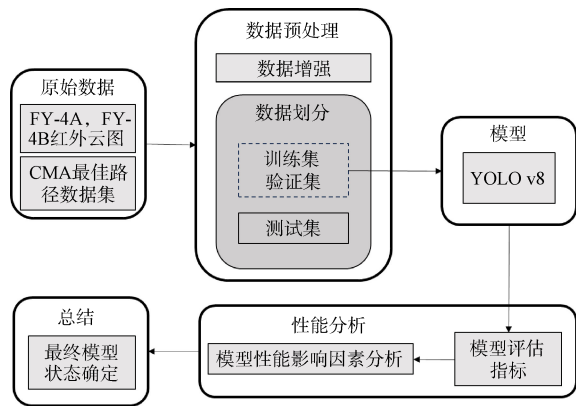 原始数据
FY-4A，FY-
4B红外云图
CMA最佳路
径数据集
数据预处理
数据增强
数据划分
训练集
验证集
测试集
模型
YOLO v8
性能分析
模型评估
指标
模型性能影响因素分析
总结
最终模型
状态确定